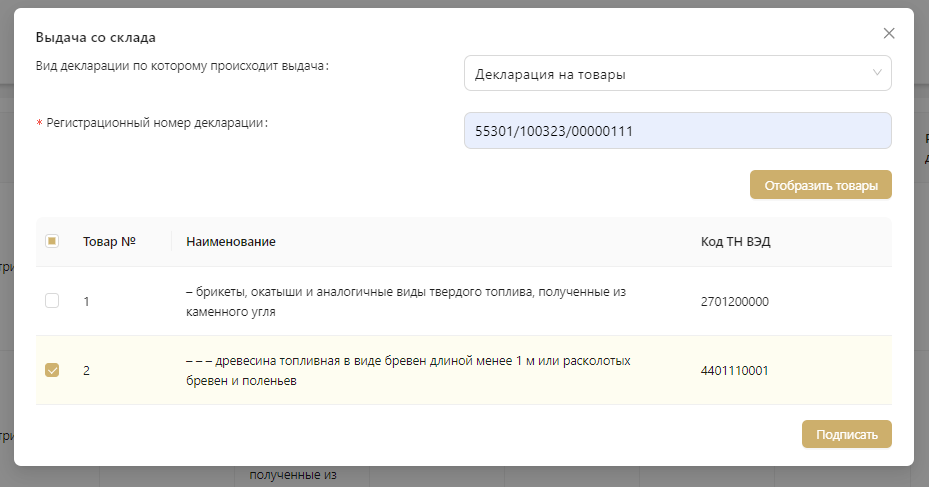 Выдача со склада
Вид декларации по которому происходит выдача:
Декларация на товары
* Регистрационный номер декларации:
55301/100323/00000111
Отобразить товары
Товар № Наименование Код ТН ВЭД
1 – брикеты, окатыши и аналогичные виды твердого топлива, полученные из 2701200000
каменного угля
2 – – – древесина топливная в виде бревен длиной менее 1 м или расколотых 4401110001
бревен и поленьев
Подписать
полученные из